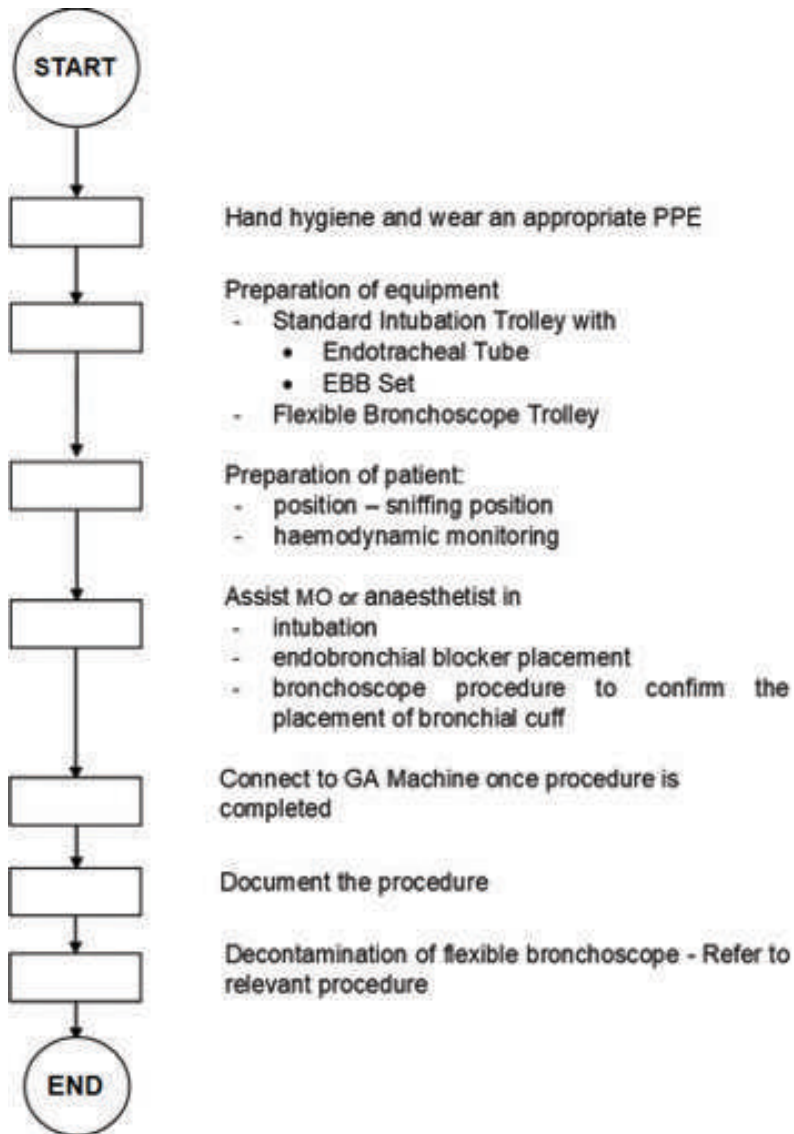 START
Hand hygiene and wear an appropriate PPE
Preparation of equipment
- Standard Intubation Trolley with
• Endotracheal Tube
• EBB Set
- Flexible Bronchoscope Trolley
Preparation of patient:
- position – sniffing position
- haemodynamic monitoring
Assist MO or anaesthetist in
- intubation
- endobronchial blocker placement
- bronchoscope procedure to confirm the
placement of bronchial cuff
Connect to GA Machine once procedure is
completed
Document the procedure
Decontamination of flexible bronchoscope - Refer to
relevant procedure
END